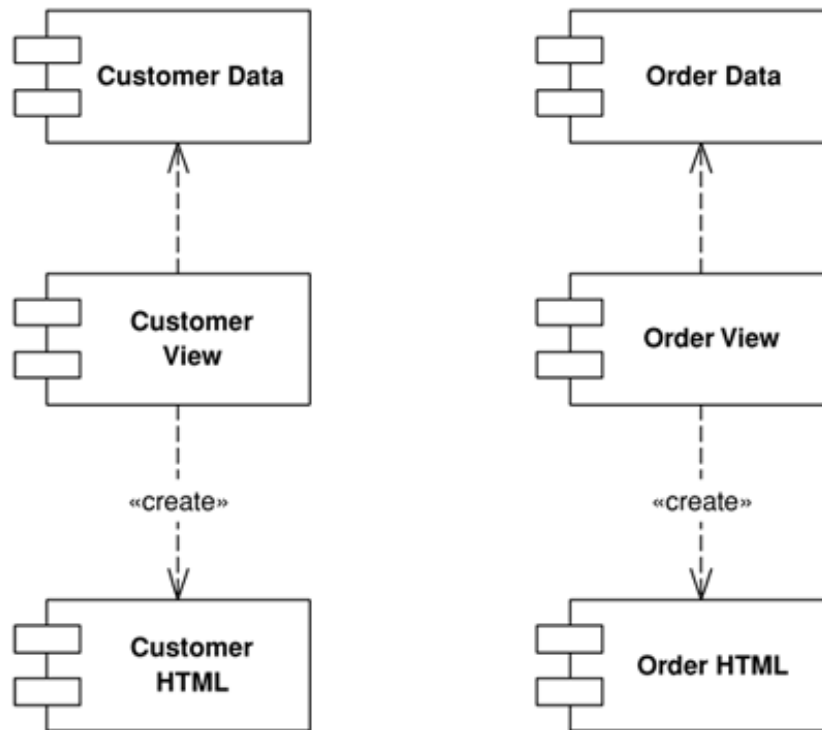 Customer Data
Order Data
Customer
View
Order View
«create»
«create»
Customer
HTML
Order HTML